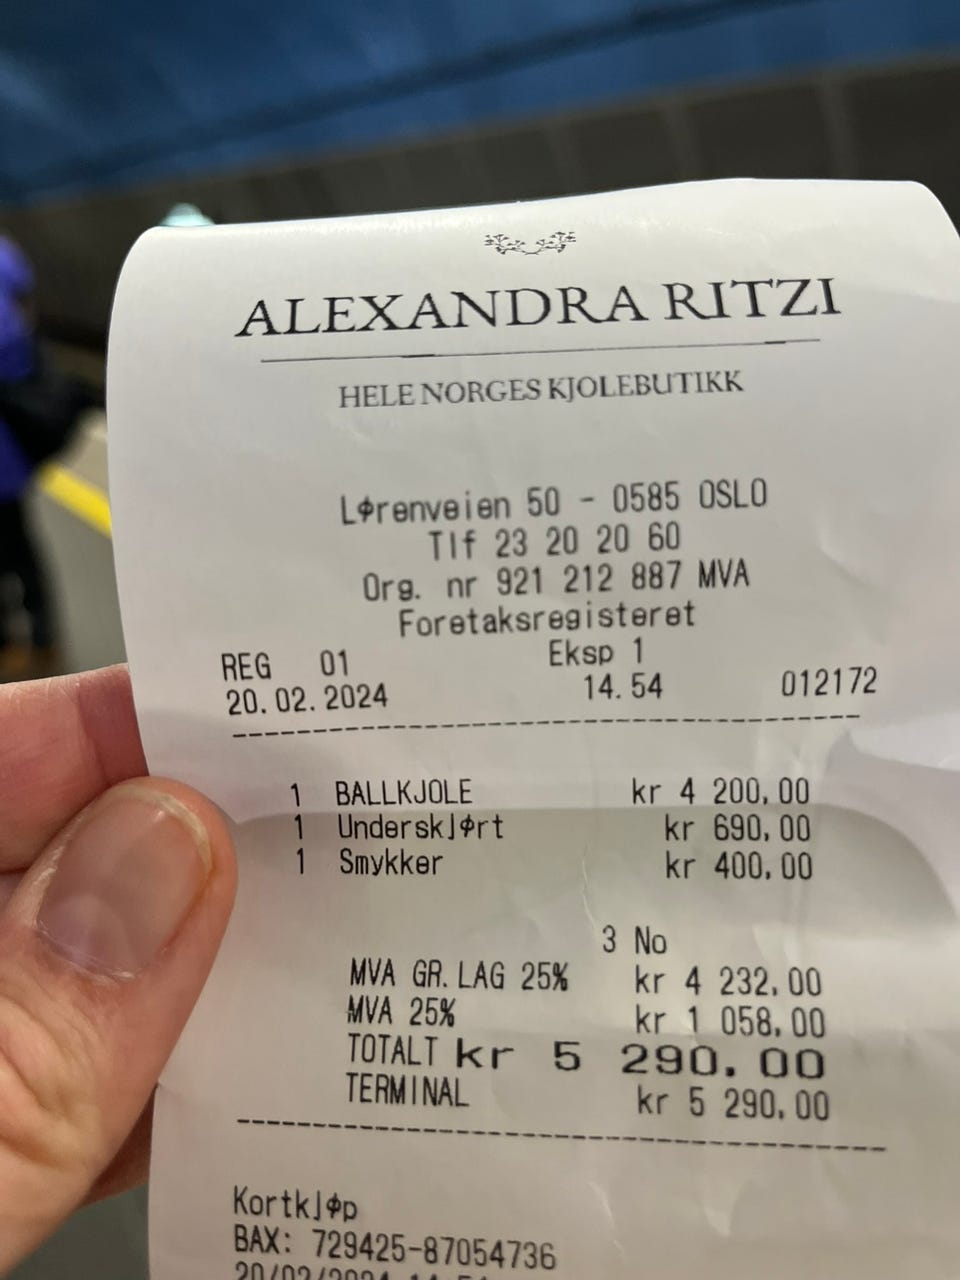 ALEXANDRA RITZI
HELE NORGES KJOLEBUTIKK
Lørenveien 50 - 0585 OSLO
Tlf 23 20 20 60
Org. nr 921 212 887 MVA
Foretaksregisteret
REG 01 Eksp 1
20.02.2024 14.54 012172
1 BALLKJOLE kr 4 200,00
1 Underskjørt kr 690,00
1 Smykker kr 400,00
3 No
MVA GR.LAG 25% kr 4 232,00
MVA 25% kr 1 058,00
TOTALT kr 5 290.00
TERMINAL kr 5 290,00
Kortkjøp
BAX: 729425-87054736